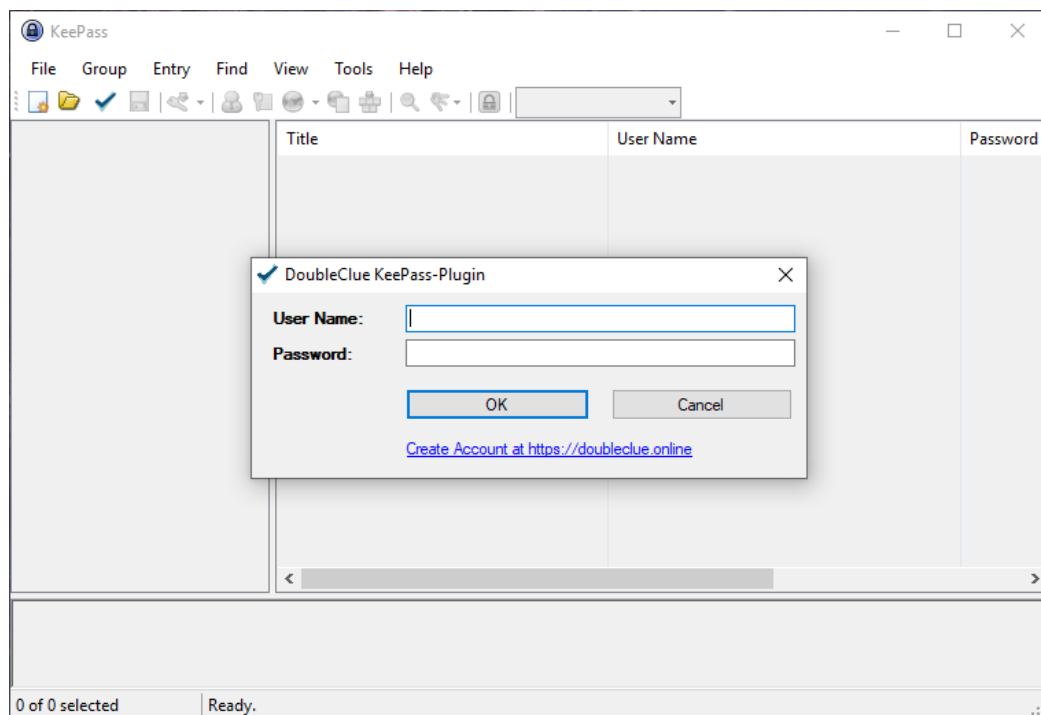 KeePass
File Group Entry Find View Tools Help
Title User Name Password
DoubleClue KeePass-Plugin
User Name:
Password:
OK Cancel
Create Account at https://doubleclue.online
0 of 0 selected Ready.